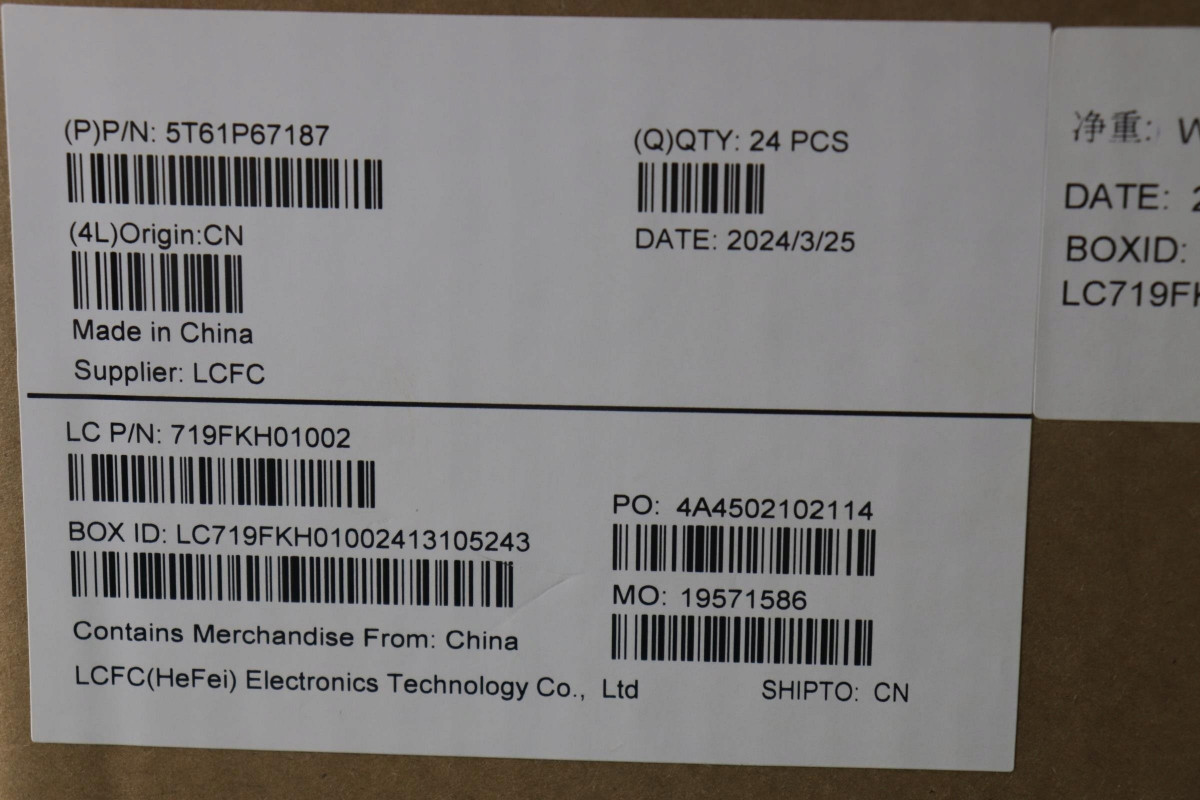 (P)P/N: 5T61P67187
(4L)Origin:CN
Made in China
Supplier: LCFC
(Q)QTY: 24 PCS
DATE: 2024/3/25
LC P/N: 719FKH01002
BOX ID: LC719FKH01002413105243
Contains Merchandise From: China
LCFC(HeFei) Electronics Technology Co., Ltd
PO: 4A4502102114
MO: 19571586
SHIPTO: CN
净重:
DATE:
BOXID: